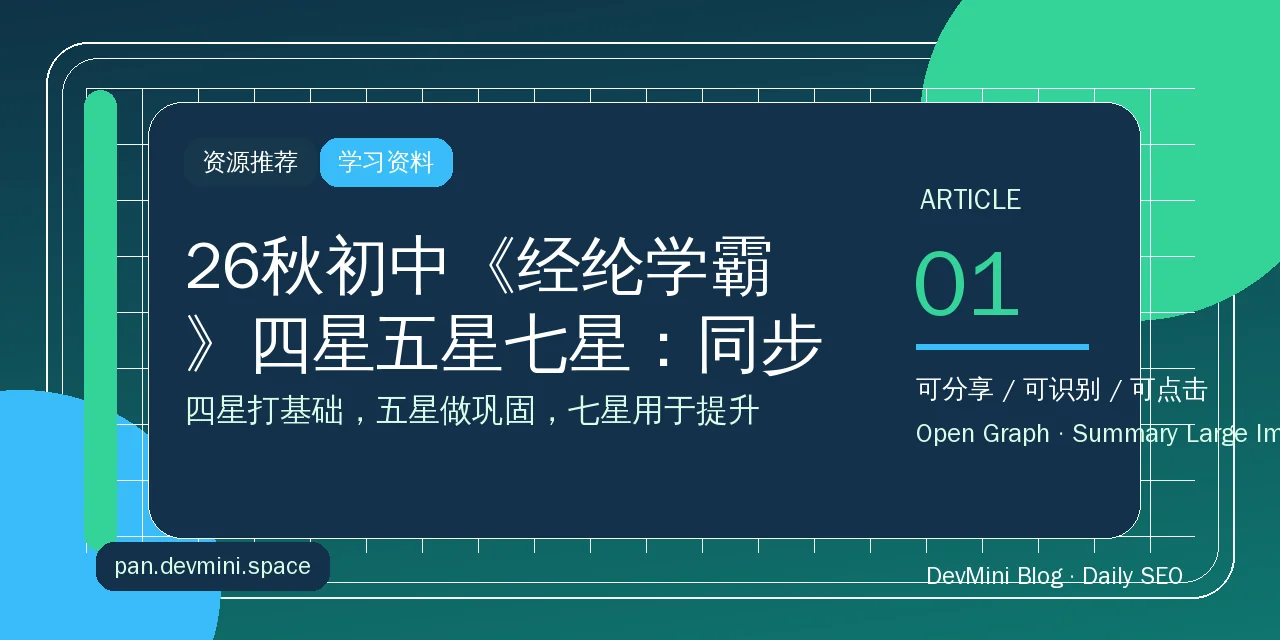 资源推荐
学习资料
26秋初中《经纶学霸
》四星五星七星：同步
四星打基础，五星做巩固，七星用于提升
ARTICLE
01
可分享 / 可识别 / 可点击
Open Graph · Summary Large Im
pan.devmini.space
DevMini Blog · Daily SEO